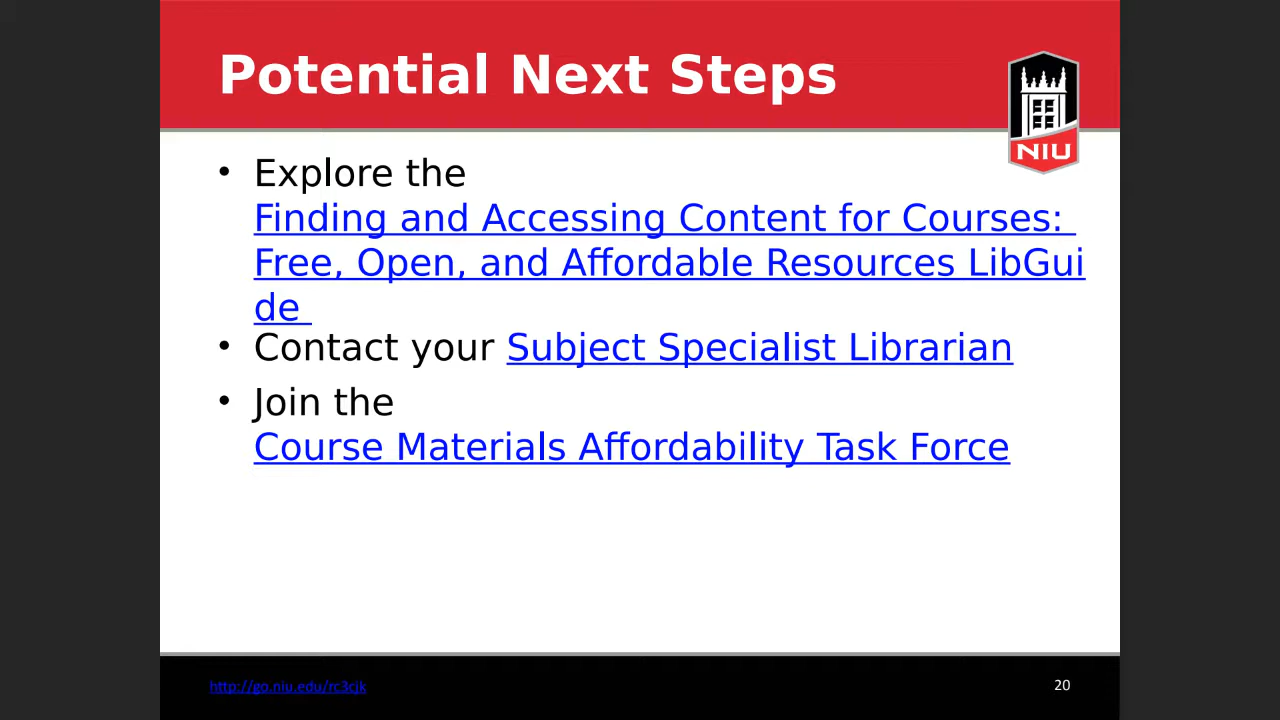 Potential Next Steps
NIU
• Explore the
Finding and Accessing Content for Courses:
Free, Open, and Affordable Resources LibGui
de
• Contact your Subject Specialist Librarian
• Join the
Course Materials Affordability Task Force
http://go.niu.edu/rc3cjk
20